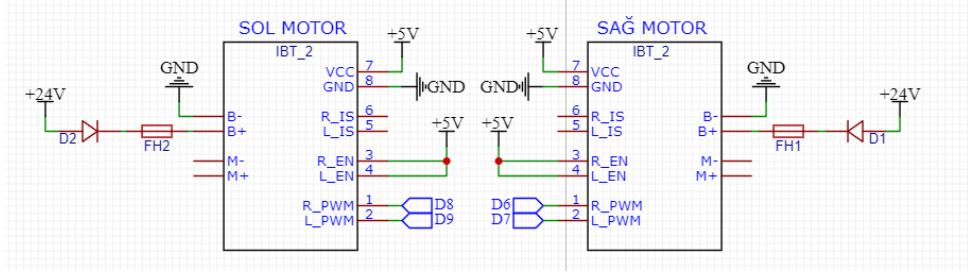 SOL MOTOR
IBT_2
+5V
VCC 7
GND 8
GND
R_IS 6
L_IS 5
+5V
R_EN 3
L_EN 4
R_PWM 1
L_PWM 2
D8
D9
GND
+24V
D2
FH2
B-
B+
M-
M+
SAĞ MOTOR
IBT_2
+5V
7 VCC
GND
8 GND
6 R_IS
5 L_IS
+5V
3 R_EN
4 L_EN
D6
D7
1 R_PWM
2 L_PWM
B-
B+
M-
M+
GND
+24V
FH1
D1